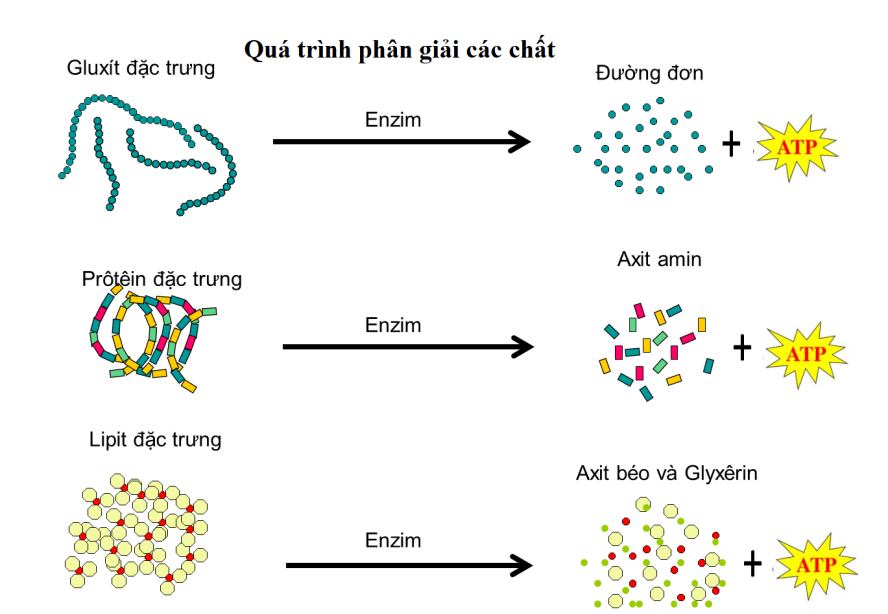 Quá trình phân giải các chất
Gluxít đặc trưng
Enzim
Đường đơn
+
ATP
Prôtêin đặc trưng
Enzim
Axit amin
+
ATP
Lipit đặc trưng
Enzim
Axit béo và Glyxêrin
+
ATP